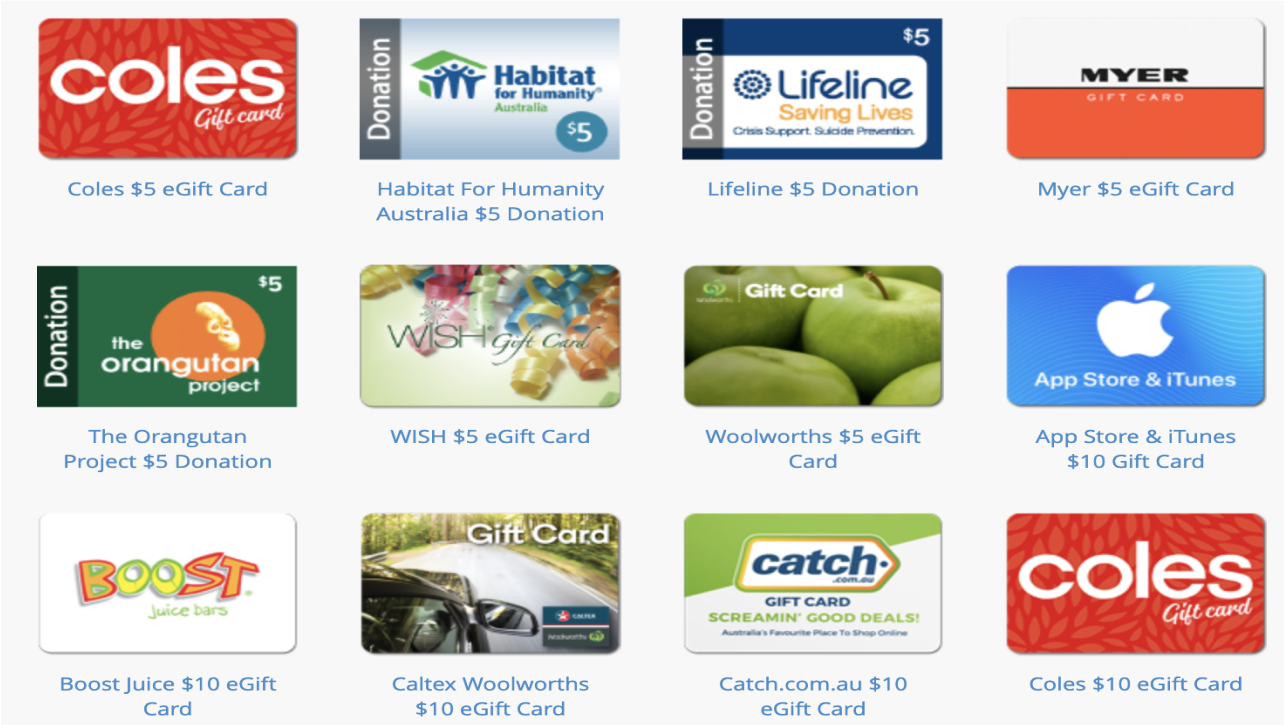 coles
Gift card
Donation
Habitat
for Humanity®
Australia
$5
Donation
$5
Lifeline
Saving Lives
Crisis Support. Suicide Prevention.
MYER
GIFT CARD
Coles $5 eGift Card
Habitat For Humanity
Australia $5 Donation
Lifeline $5 Donation
Myer $5 eGift Card
Donation
$5
the
orangutan
project
WISH® Gift Card
Woolworths
Gift Card
App Store & iTunes
The Orangutan
Project $5 Donation
WISH $5 eGift Card
Woolworths $5 eGift
Card
App Store & iTunes
$10 Gift Card
BOOST®
juice bars
Gift Card
CALTEX
Woolworths
catch
.com.au
GIFT CARD
SCREAMIN' GOOD DEALS!
Australia's Favourite Place To Shop Online
coles
Gift card
Boost Juice $10 eGift
Card
Caltex Woolworths
$10 eGift Card
Catch.com.au $10
eGift Card
Coles $10 eGift Card